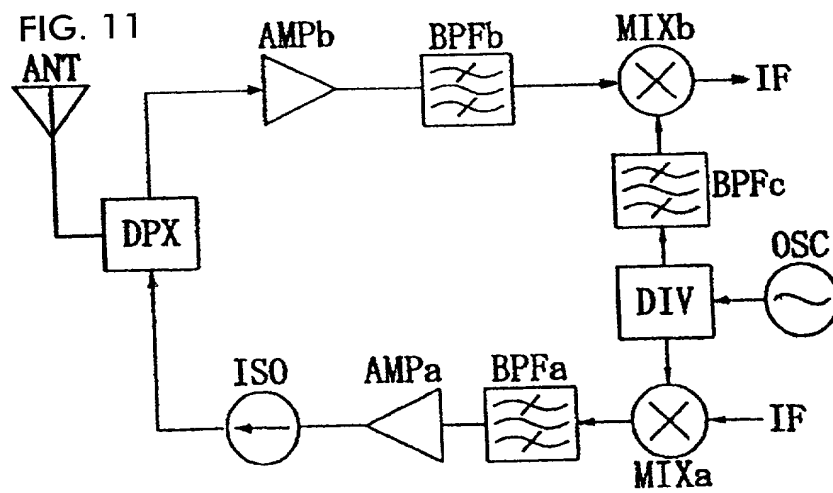 FIG. 11
ANT
AMPb
BPFb
MIXb
IF
BPFc
OSC
DPX
DIV
ISO
AMPa
BPFa
IF
MIXa